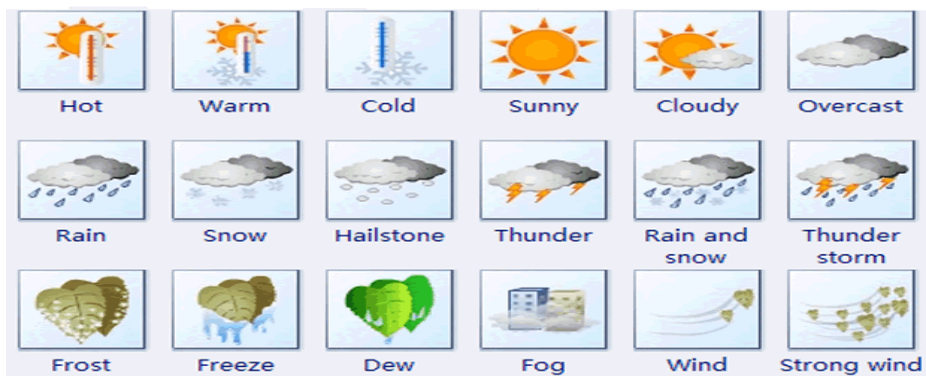 Hot Warm Cold Sunny Cloudy Overcast
Rain Snow Hailstone Thunder Rain and snow Thunder storm
Frost Freeze Dew Fog Wind Strong wind